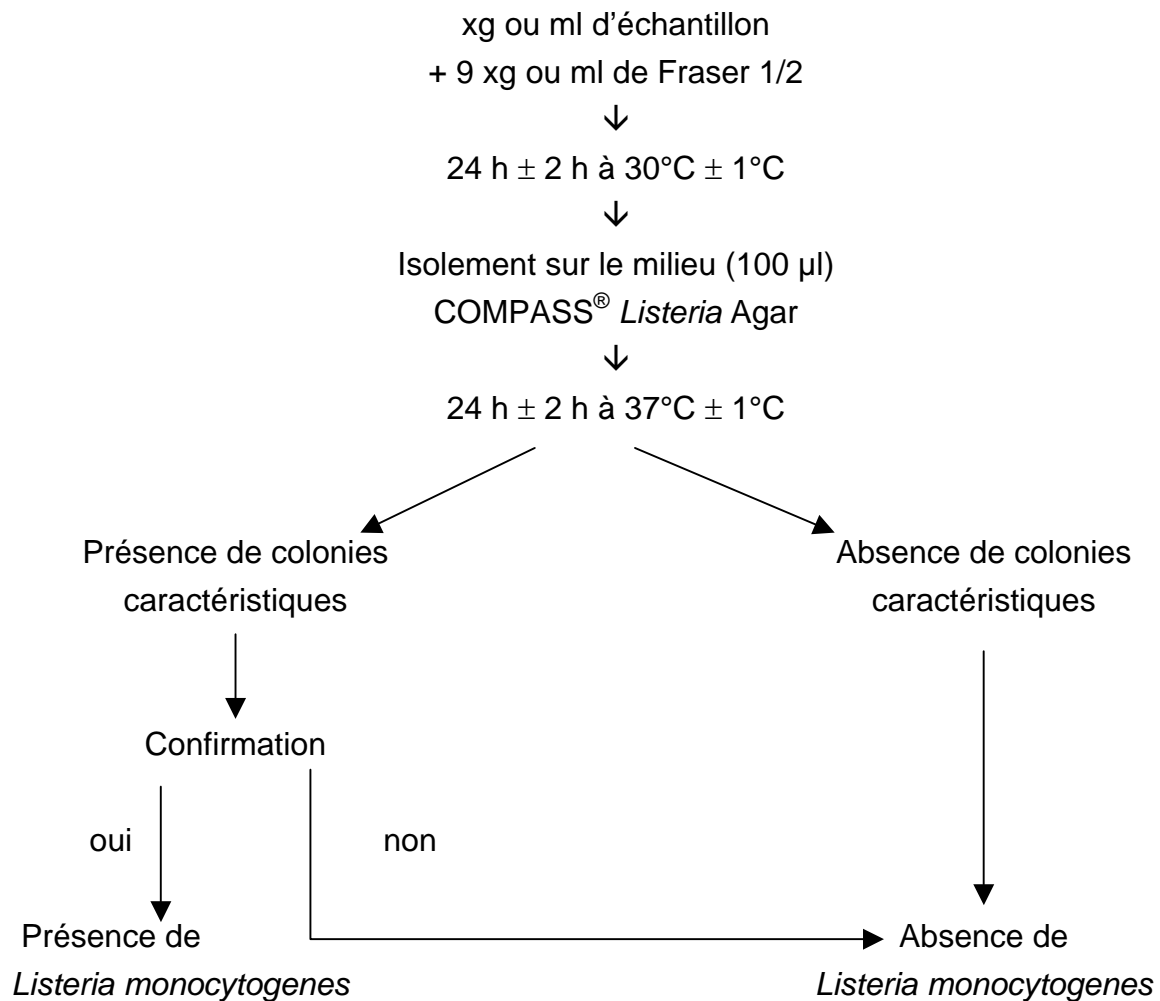 xg ou ml d'échantillon
+ 9 xg ou ml de Fraser 1/2
↓
24 h ± 2 h à 30°C ± 1°C
↓
Isolement sur le milieu (100 µl)
COMPASS® Listeria Agar
↓
24 h ± 2 h à 37°C ± 1°C
Présence de colonies
caractéristiques
Absence de colonies
caractéristiques
Confirmation
oui
non
Présence de
Listeria monocytogenes
Absence de
Listeria monocytogenes